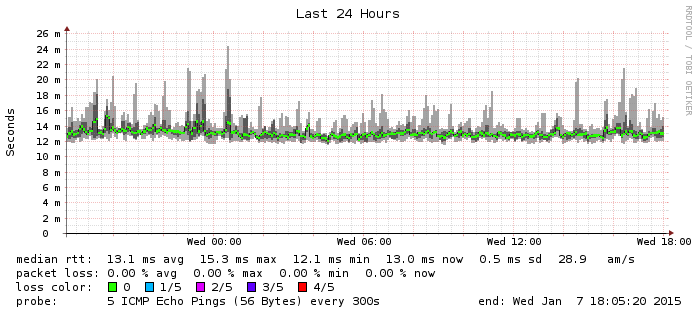 Last 24 Hours
RRDTOOL / TOBI OETIKER
Seconds
26 m
24 m
22 m
20 m
18 m
16 m
14 m
12 m
10 m
8 m
6 m
4 m
2 m
0
Wed 00:00 Wed 06:00 Wed 12:00 Wed 18:00
median rtt: 13.1 ms avg 15.3 ms max 12.1 ms min 13.0 ms now 0.5 ms sd 28.9 am/s
packet loss: 0.00 % avg 0.00 % max 0.00 % min 0.00 % now
loss color: 0 1/5 2/5 3/5 4/5
probe: 5 ICMP Echo Pings (56 Bytes) every 300s end: Wed Jan 7 18:05:20 2015